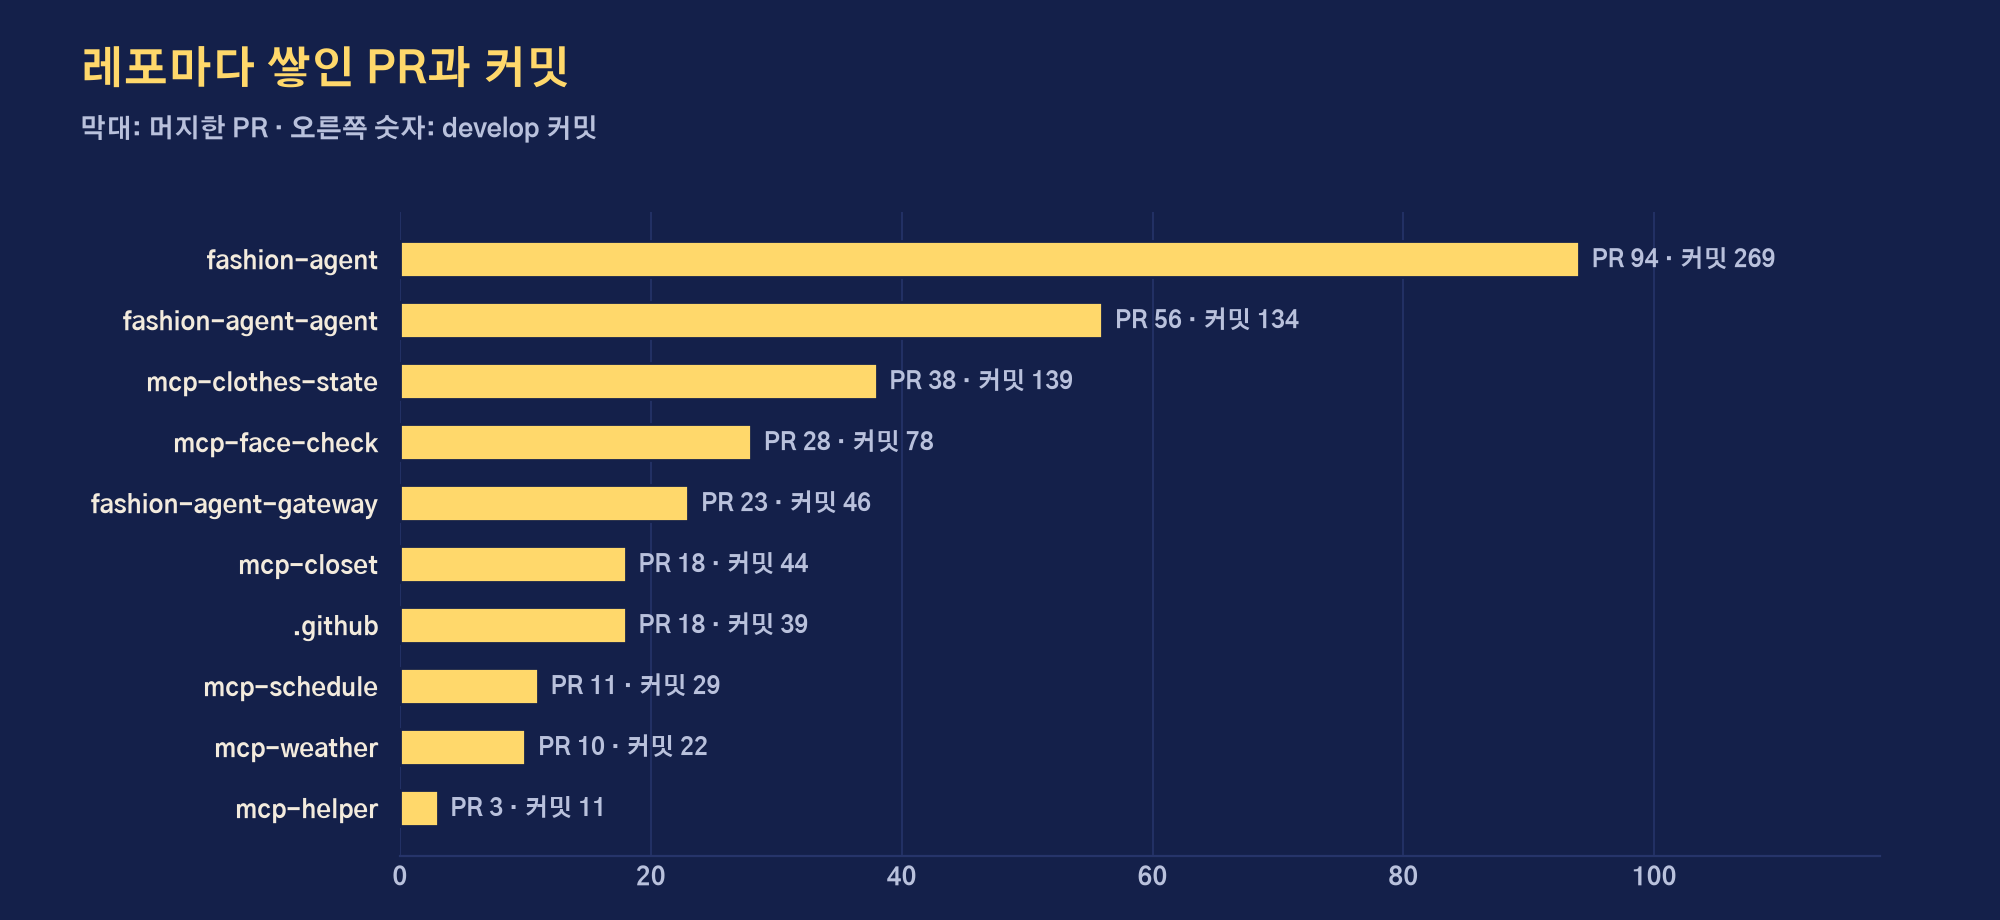 레포마다 쌓인 PR과 커밋
막대: 머지한 PR · 오른쪽 숫자: develop 커밋
fashion-agent PR 94 · 커밋 269
fashion-agent-agent PR 56 · 커밋 134
mcp-clothes-state PR 38 · 커밋 139
mcp-face-check PR 28 · 커밋 78
fashion-agent-gateway PR 23 · 커밋 46
mcp-closet PR 18 · 커밋 44
.github PR 18 · 커밋 39
mcp-schedule PR 11 · 커밋 29
mcp-weather PR 10 · 커밋 22
mcp-helper PR 3 · 커밋 11
0 20 40 60 80 100